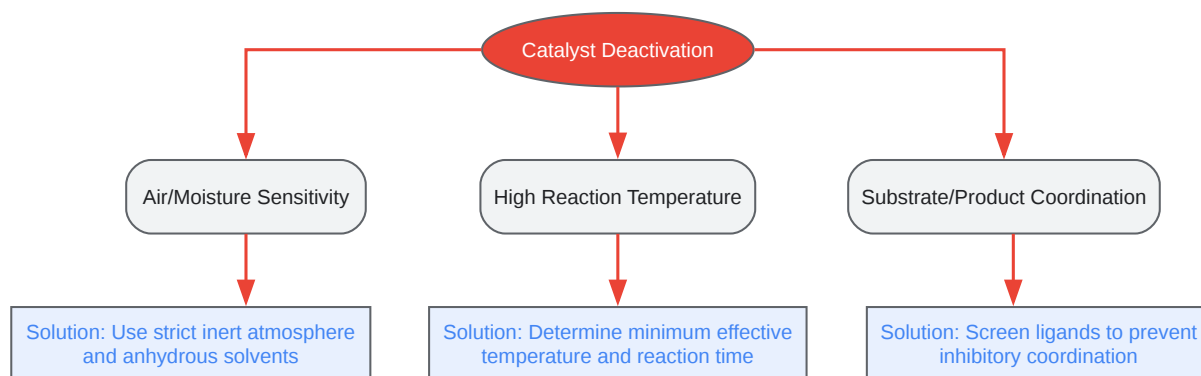 Catalyst Deactivation
Air/Moisture Sensitivity
High Reaction Temperature
Substrate/Product Coordination
Solution: Use strict inert atmosphere
and anhydrous solvents
Solution: Determine minimum effective
temperature and reaction time
Solution: Screen ligands to prevent
inhibitory coordination